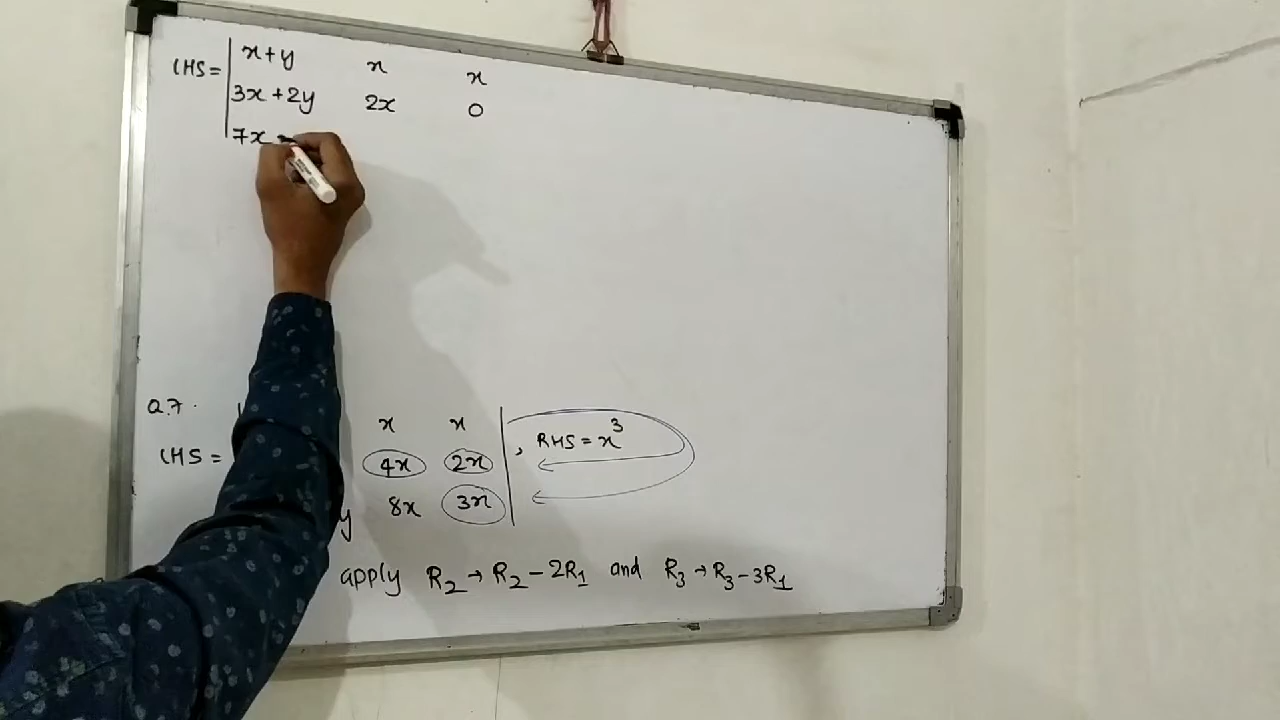 LHS = | x+y x x
3x+2y 2x 0
7x
Q.7.
LHS = x x | , RHS = x³
4x 2x
y 8x 3x
apply R₂→R₂-2R₁ and R₃→R₃-3R₁